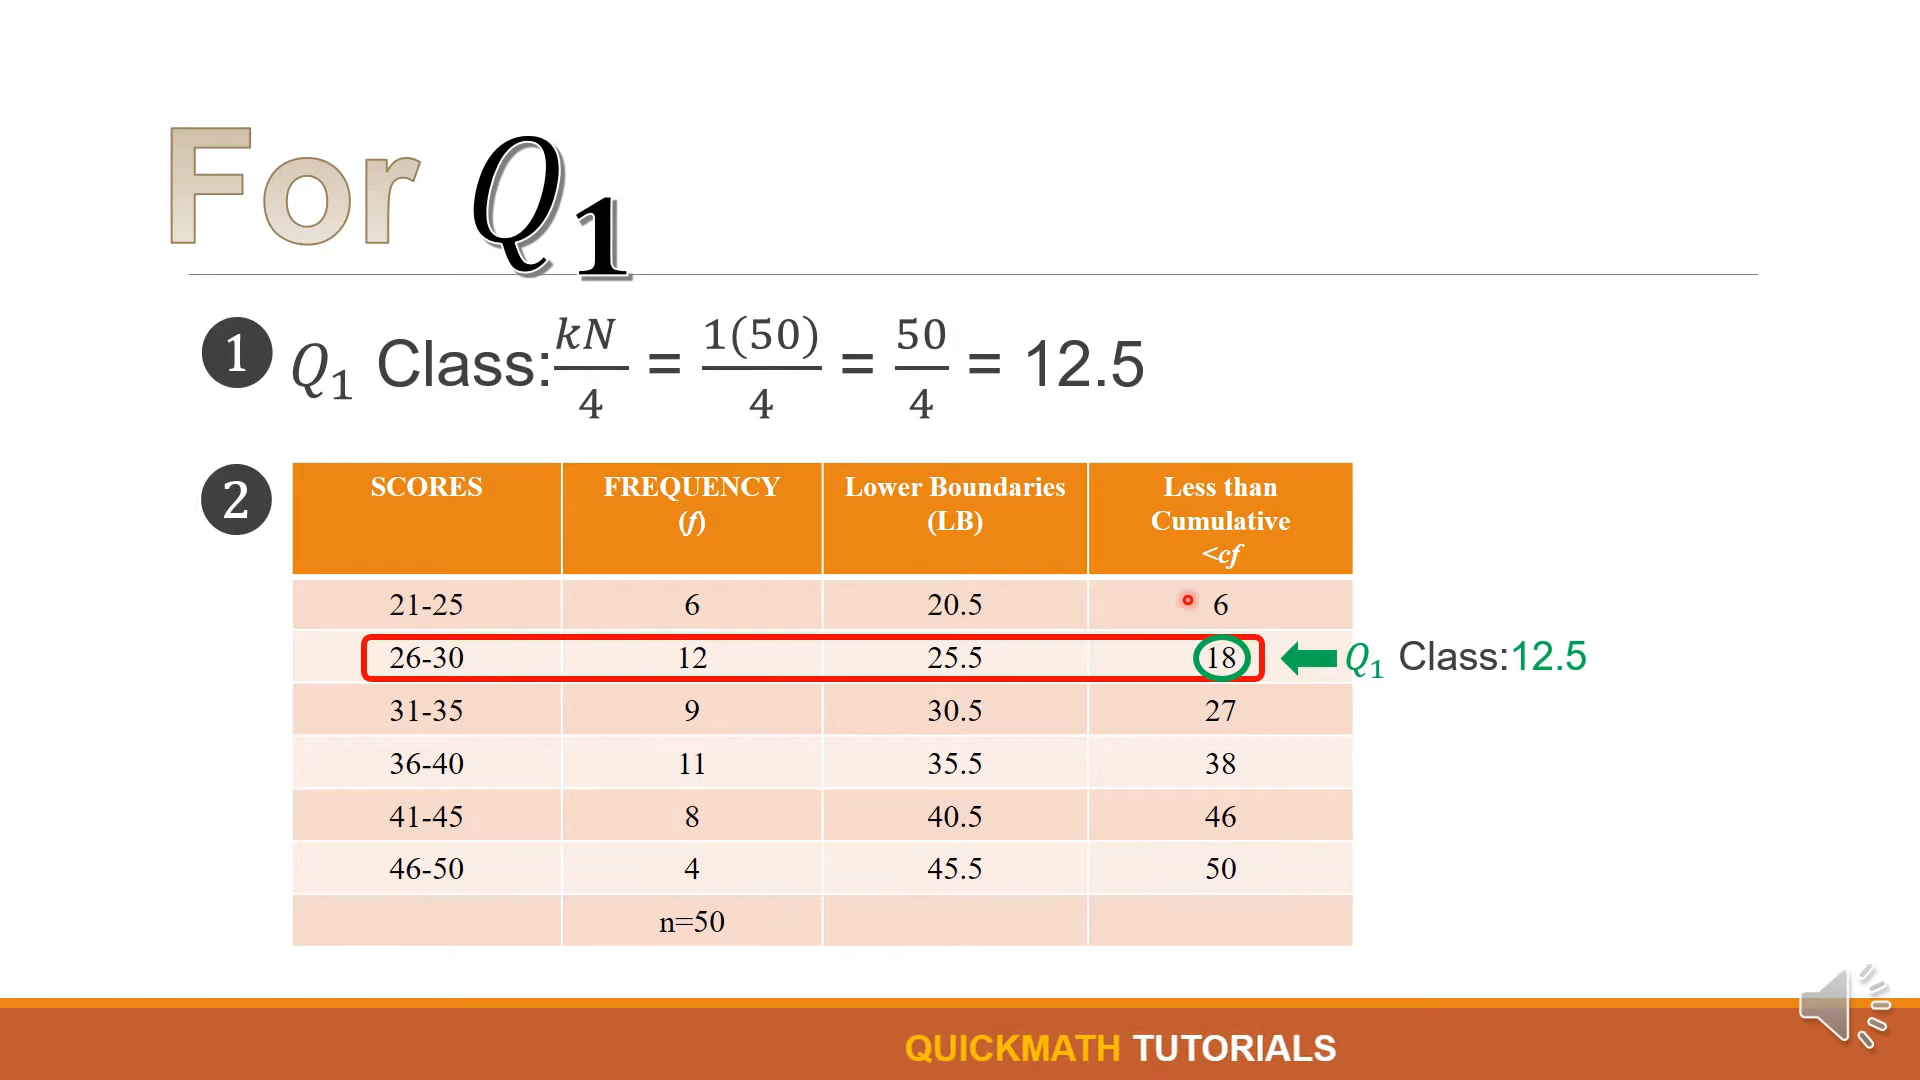 For Q₁
1 Q₁ Class: kN/4 = 1(50)/4 = 50/4 = 12.5
2
SCORES FREQUENCY (f) Lower Boundaries (LB) Less than Cumulative <cf
21-25 6 20.5 6
26-30 12 25.5 18 Q₁ Class:12.5
31-35 9 30.5 27
36-40 11 35.5 38
41-45 8 40.5 46
46-50 4 45.5 50
n=50
QUICKMATH TUTORIALS